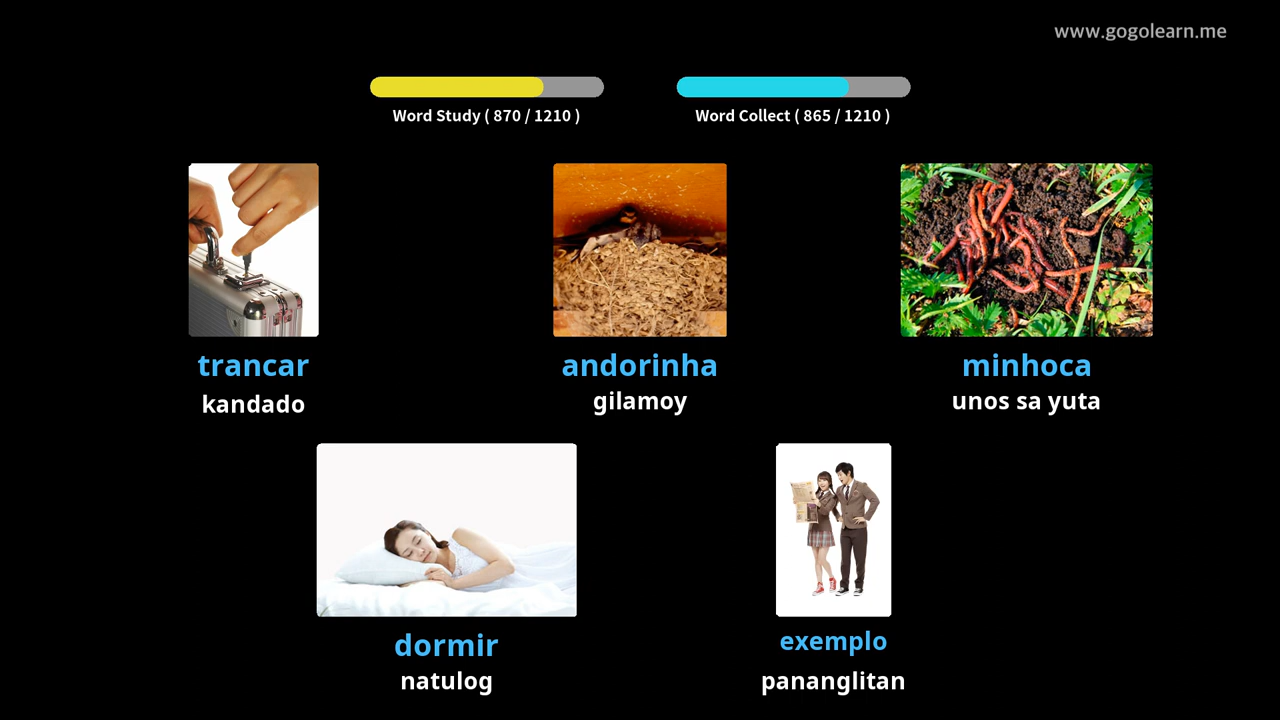 www.gogolearn.me
Word Study ( 870 / 1210 )
Word Collect ( 865 / 1210 )
trancar
kandado
andorinha
gilamoy
minhoca
unos sa yuta
dormir
natulog
exemplo
pananglitan